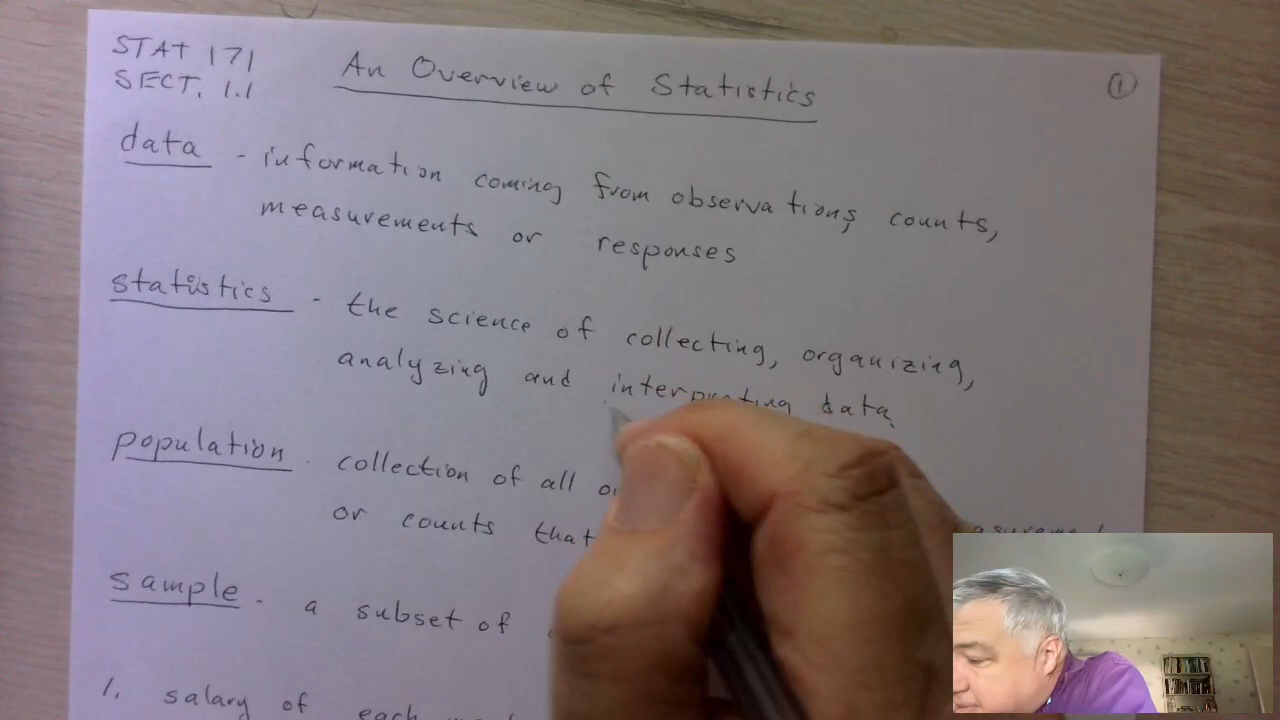 STAT 171
SECT. 1.1
An Overview of Statistics
①
data - information coming from observations, counts,
measurements or responses
statistics - the science of collecting, organizing,
analyzing and interpreting data
population - collection of all
or counts that
sample - a subset of
1. salary of each